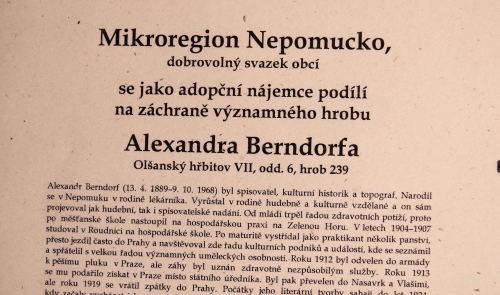 Mikroregion Nepomucko,
dobrovolný svazek obcí
se jako adopční nájemce podílí
na záchraně významného hrobu
Alexandra Berndorfa
Olšanský hřbitov VII, odd. 6, hrob 239
Alexandr Berndorf (13. 4. 1889–9. 10. 1968) byl spisovatel, kulturní historik a topograf. Narodil
se v Nepomuku v rodině lékárníka. Vyrůstal v rodině hudebně a kulturně vzdělané a on sám
projevoval jak hudební, tak i spisovatelské nadání. Od mládí trpěl řadou zdravotních potíží, proto
po měšťanské škole nastoupil na hospodářskou praxi na Zelenou Horu. V letech 1904–1907
studoval v Roudnici na hospodářské škole. Po maturitě vystřídal jako praktikant několik panství,
přesto jezdil často do Prahy a navštěvoval zde řadu kulturních podniků a událostí, kde se seznámil
a spřátelil s velkou řadou významných uměleckých osobností. Roku 1912 byl odveden do armády
k pěšímu pluku v Praze, ale záhy byl uznán zdravotně nezpůsobilým služby. Roku 1913
se mu podařilo získat v Praze místo státního úředníka. Byl pak převelen do Nasavrk a Vlašimi,
ale roku 1919 se vrátil zpátky do Prahy. Počátky jeho literární tvorby sahají do